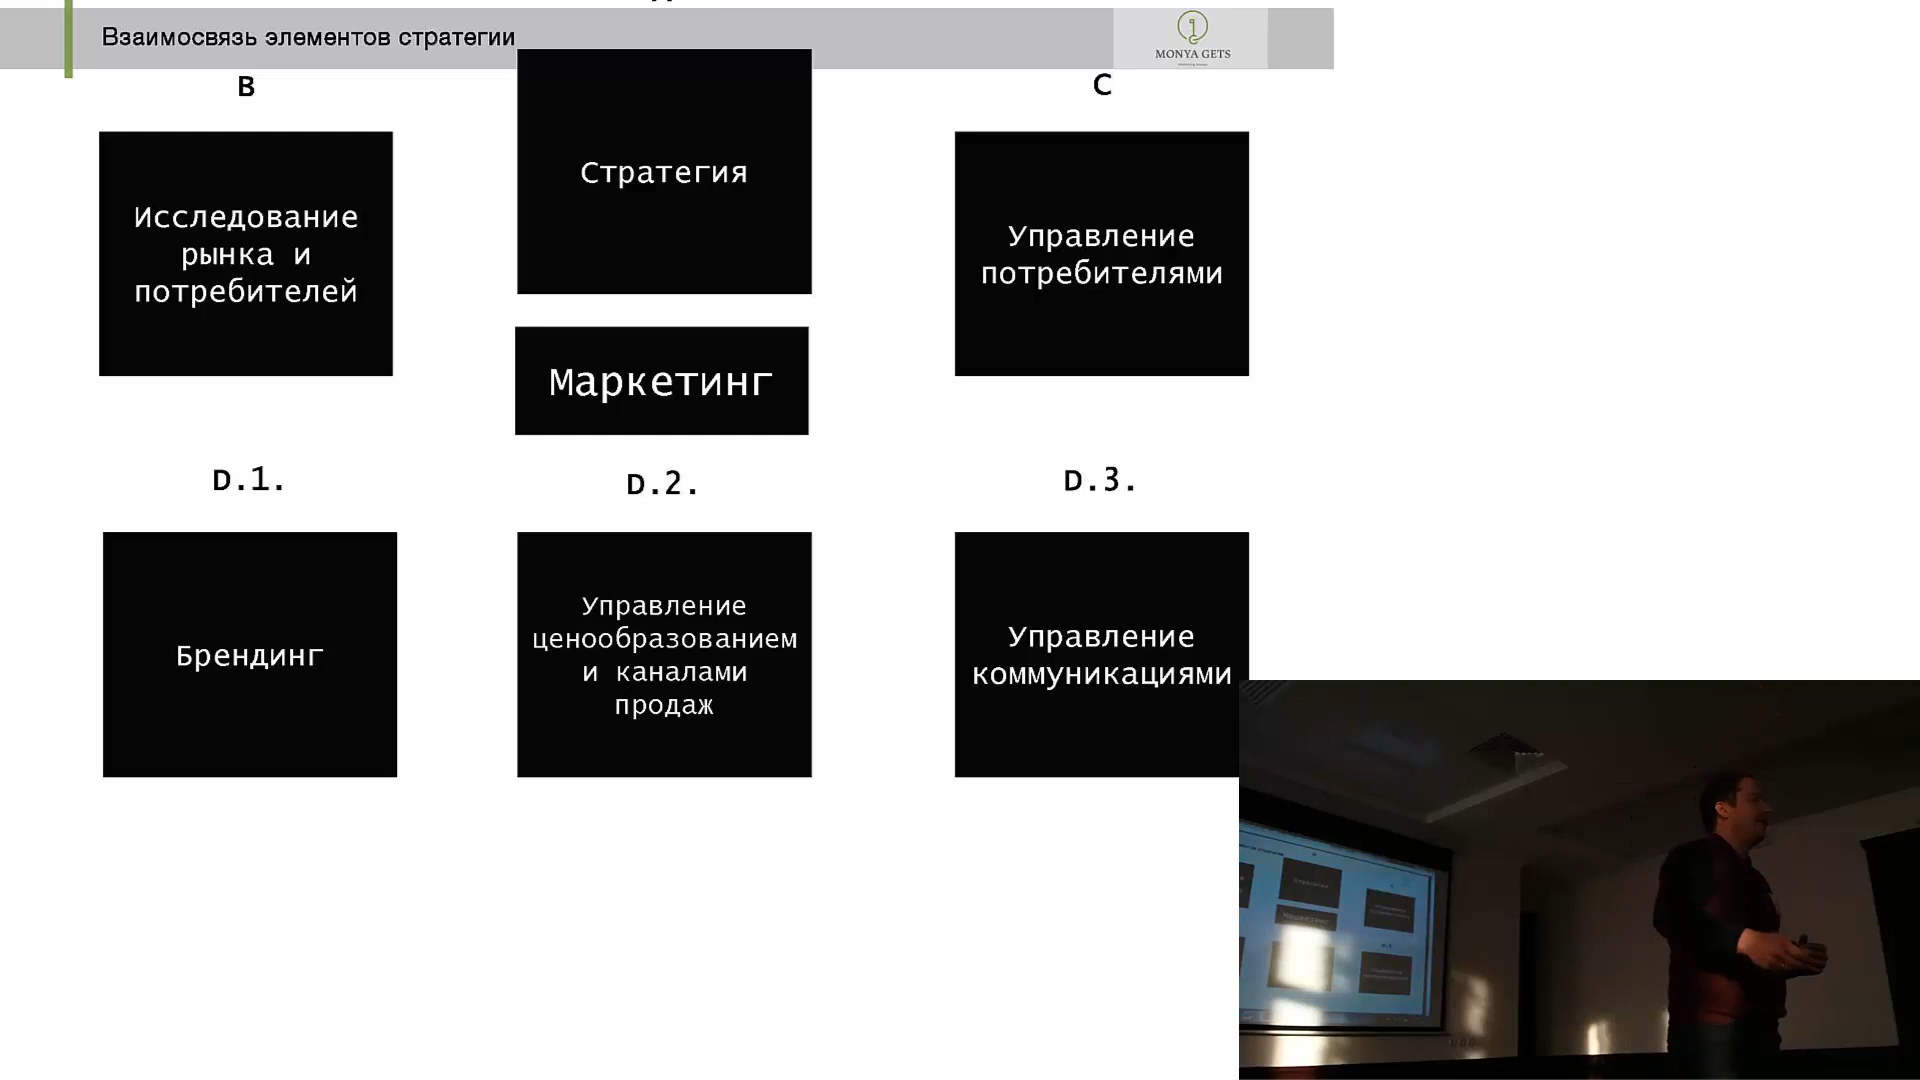 Взаимосвязь элементов стратегии
MONYA GETS
B
C
Стратегия
Исследование
рынка и
потребителей
Управление
потребителями
Маркетинг
D.1.
D.2.
D.3.
Брендинг
Управление
ценообразованием
и каналами
продаж
Управление
коммуникациями